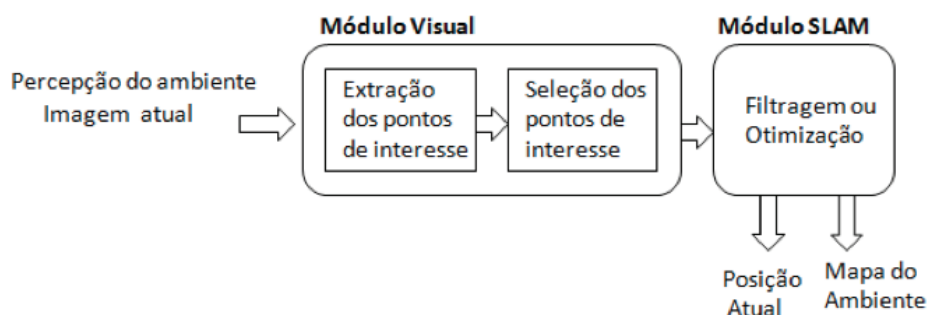 Módulo Visual
Módulo SLAM
Percepção do ambiente
Imagem atual
Extração
dos pontos
de interesse
Seleção dos
pontos de
interesse
Filtragem ou
Otimização
Posição
Atual
Mapa do
Ambiente